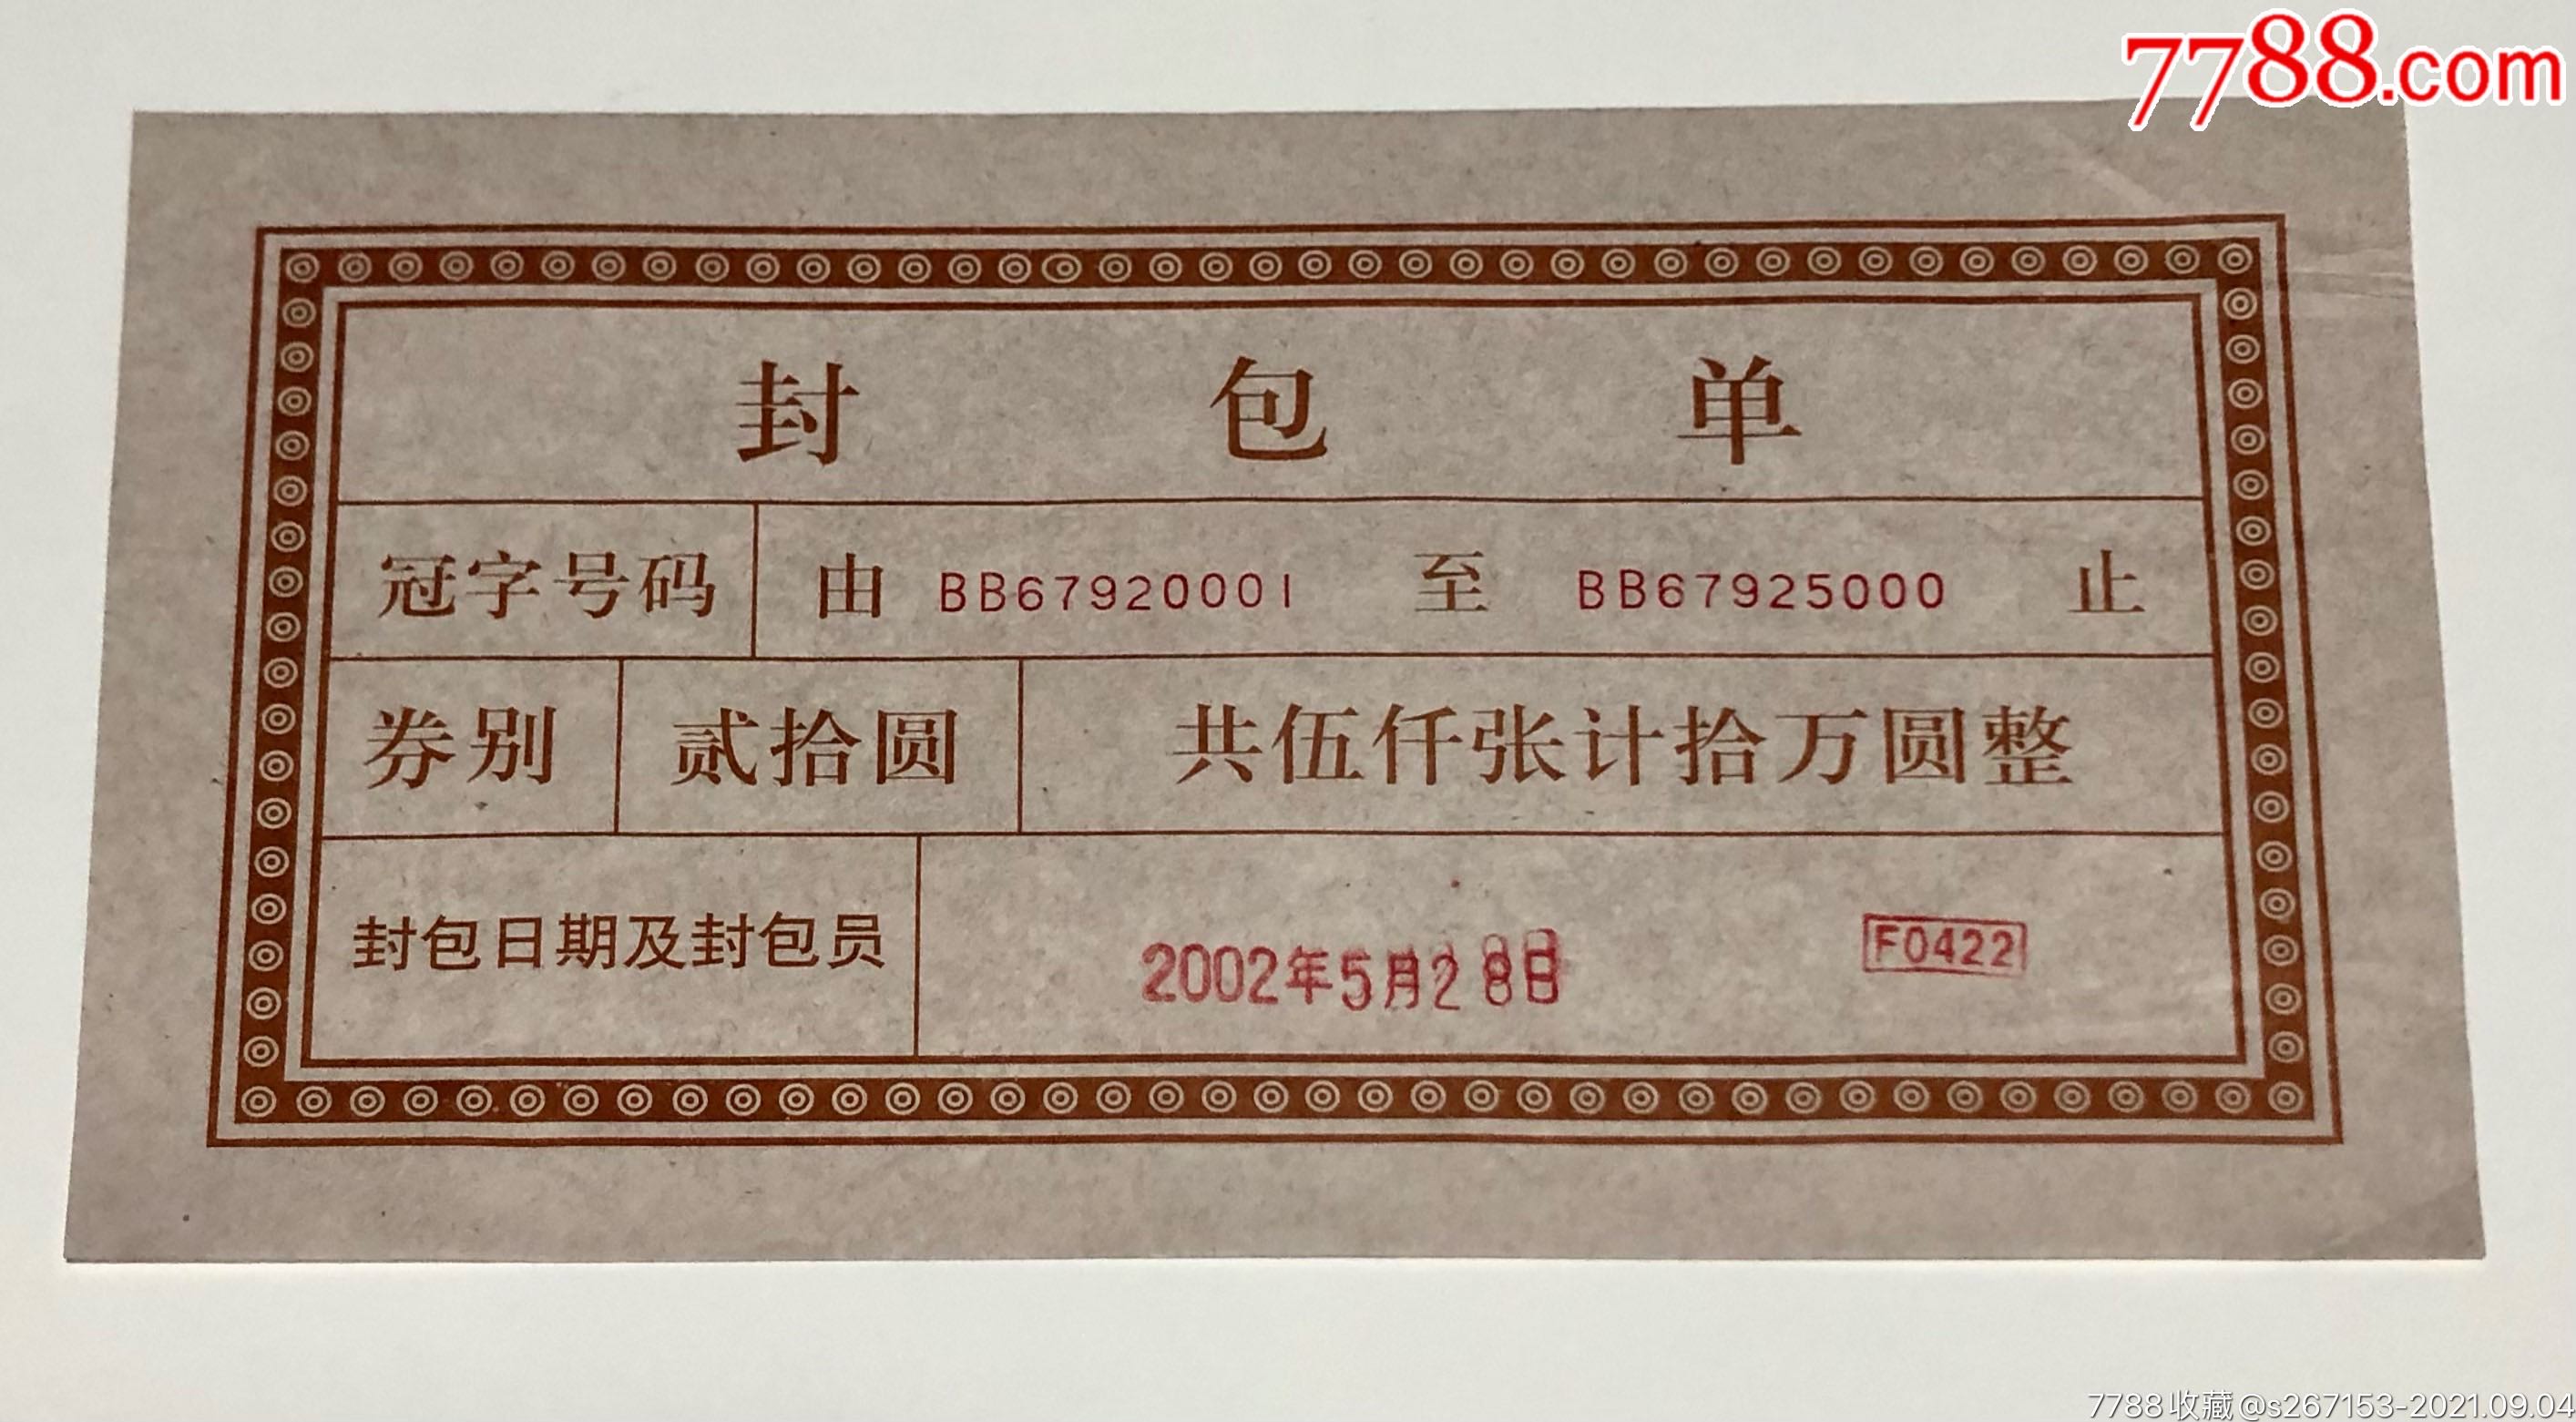 7788.com
封包单
冠字号码 由 BB67920001 至 BB67925000 止
券别 贰拾圆 共伍仟张计拾万圆整
封包日期及封包员 2002年5月28日 F0422
7788收藏@s267153-2021.09.04